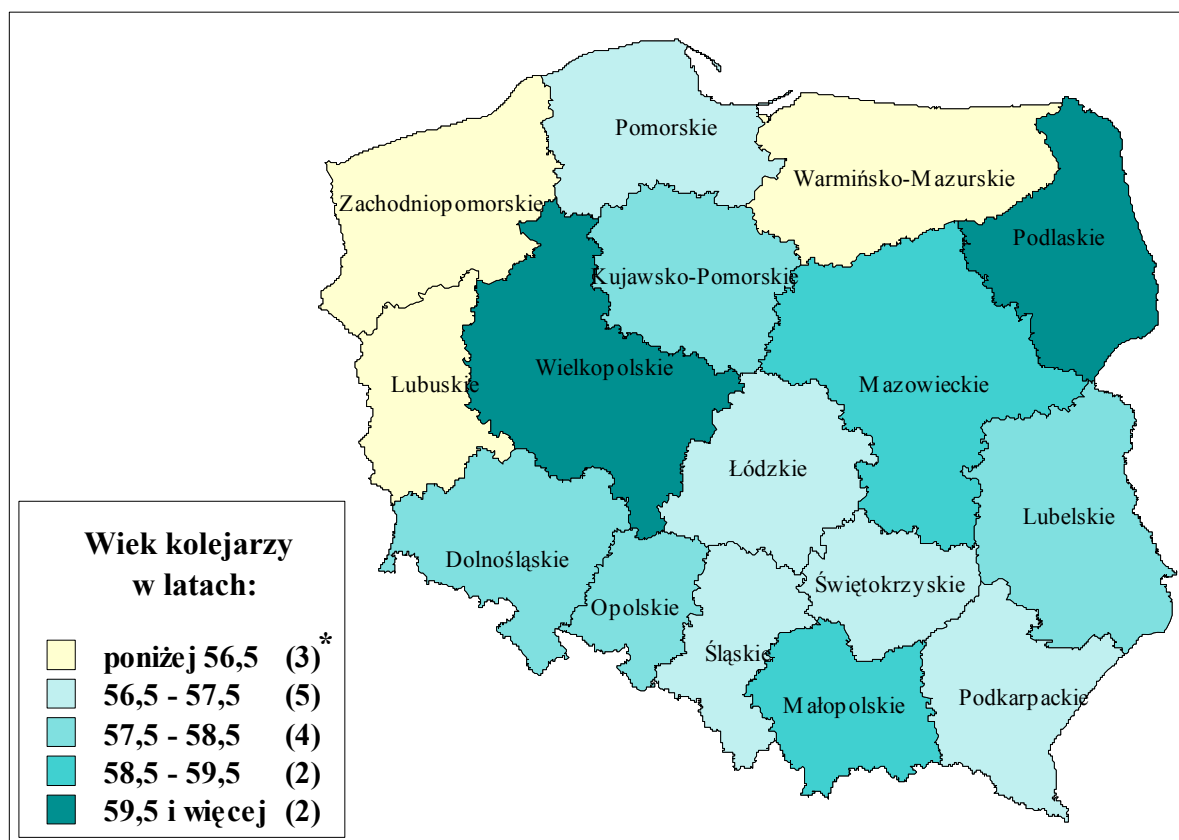 Pomorskie
Warmińsko-Mazurskie
Zachodniopomorskie
Podlaskie
Kujawsko-Pomorskie
Wielkopolskie
Mazowieckie
Lubuskie
Łódzkie
Lubelskie
Dolnośląskie
Świętokrzyskie
Opolskie
Śląskie
Podkarpackie
Małopolskie
Wiek kolejarzy
w latach:
poniżej 56,5 (3)*
56,5 - 57,5 (5)
57,5 - 58,5 (4)
58,5 - 59,5 (2)
59,5 i więcej (2)